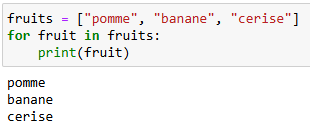 fruits = ["pomme", "banane", "cerise"]
for fruit in fruits:
    print(fruit)
pomme
banane
cerise